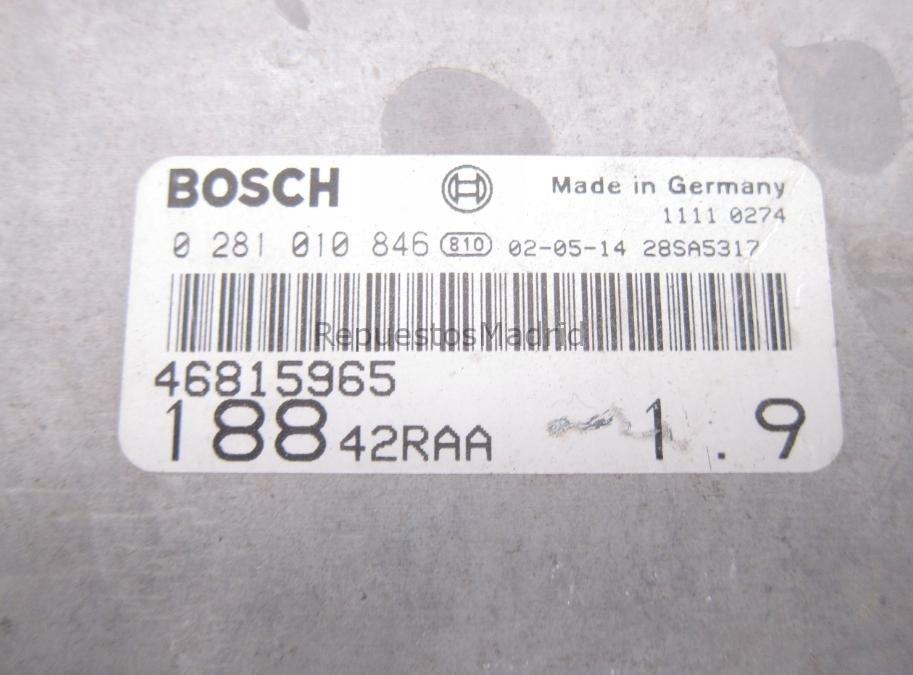 BOSCH Made in Germany
1111 0274
0 281 010 846 810 02-05-14 28SA5317
RepuestosMadrid
46815965
188 42RAA 1.9